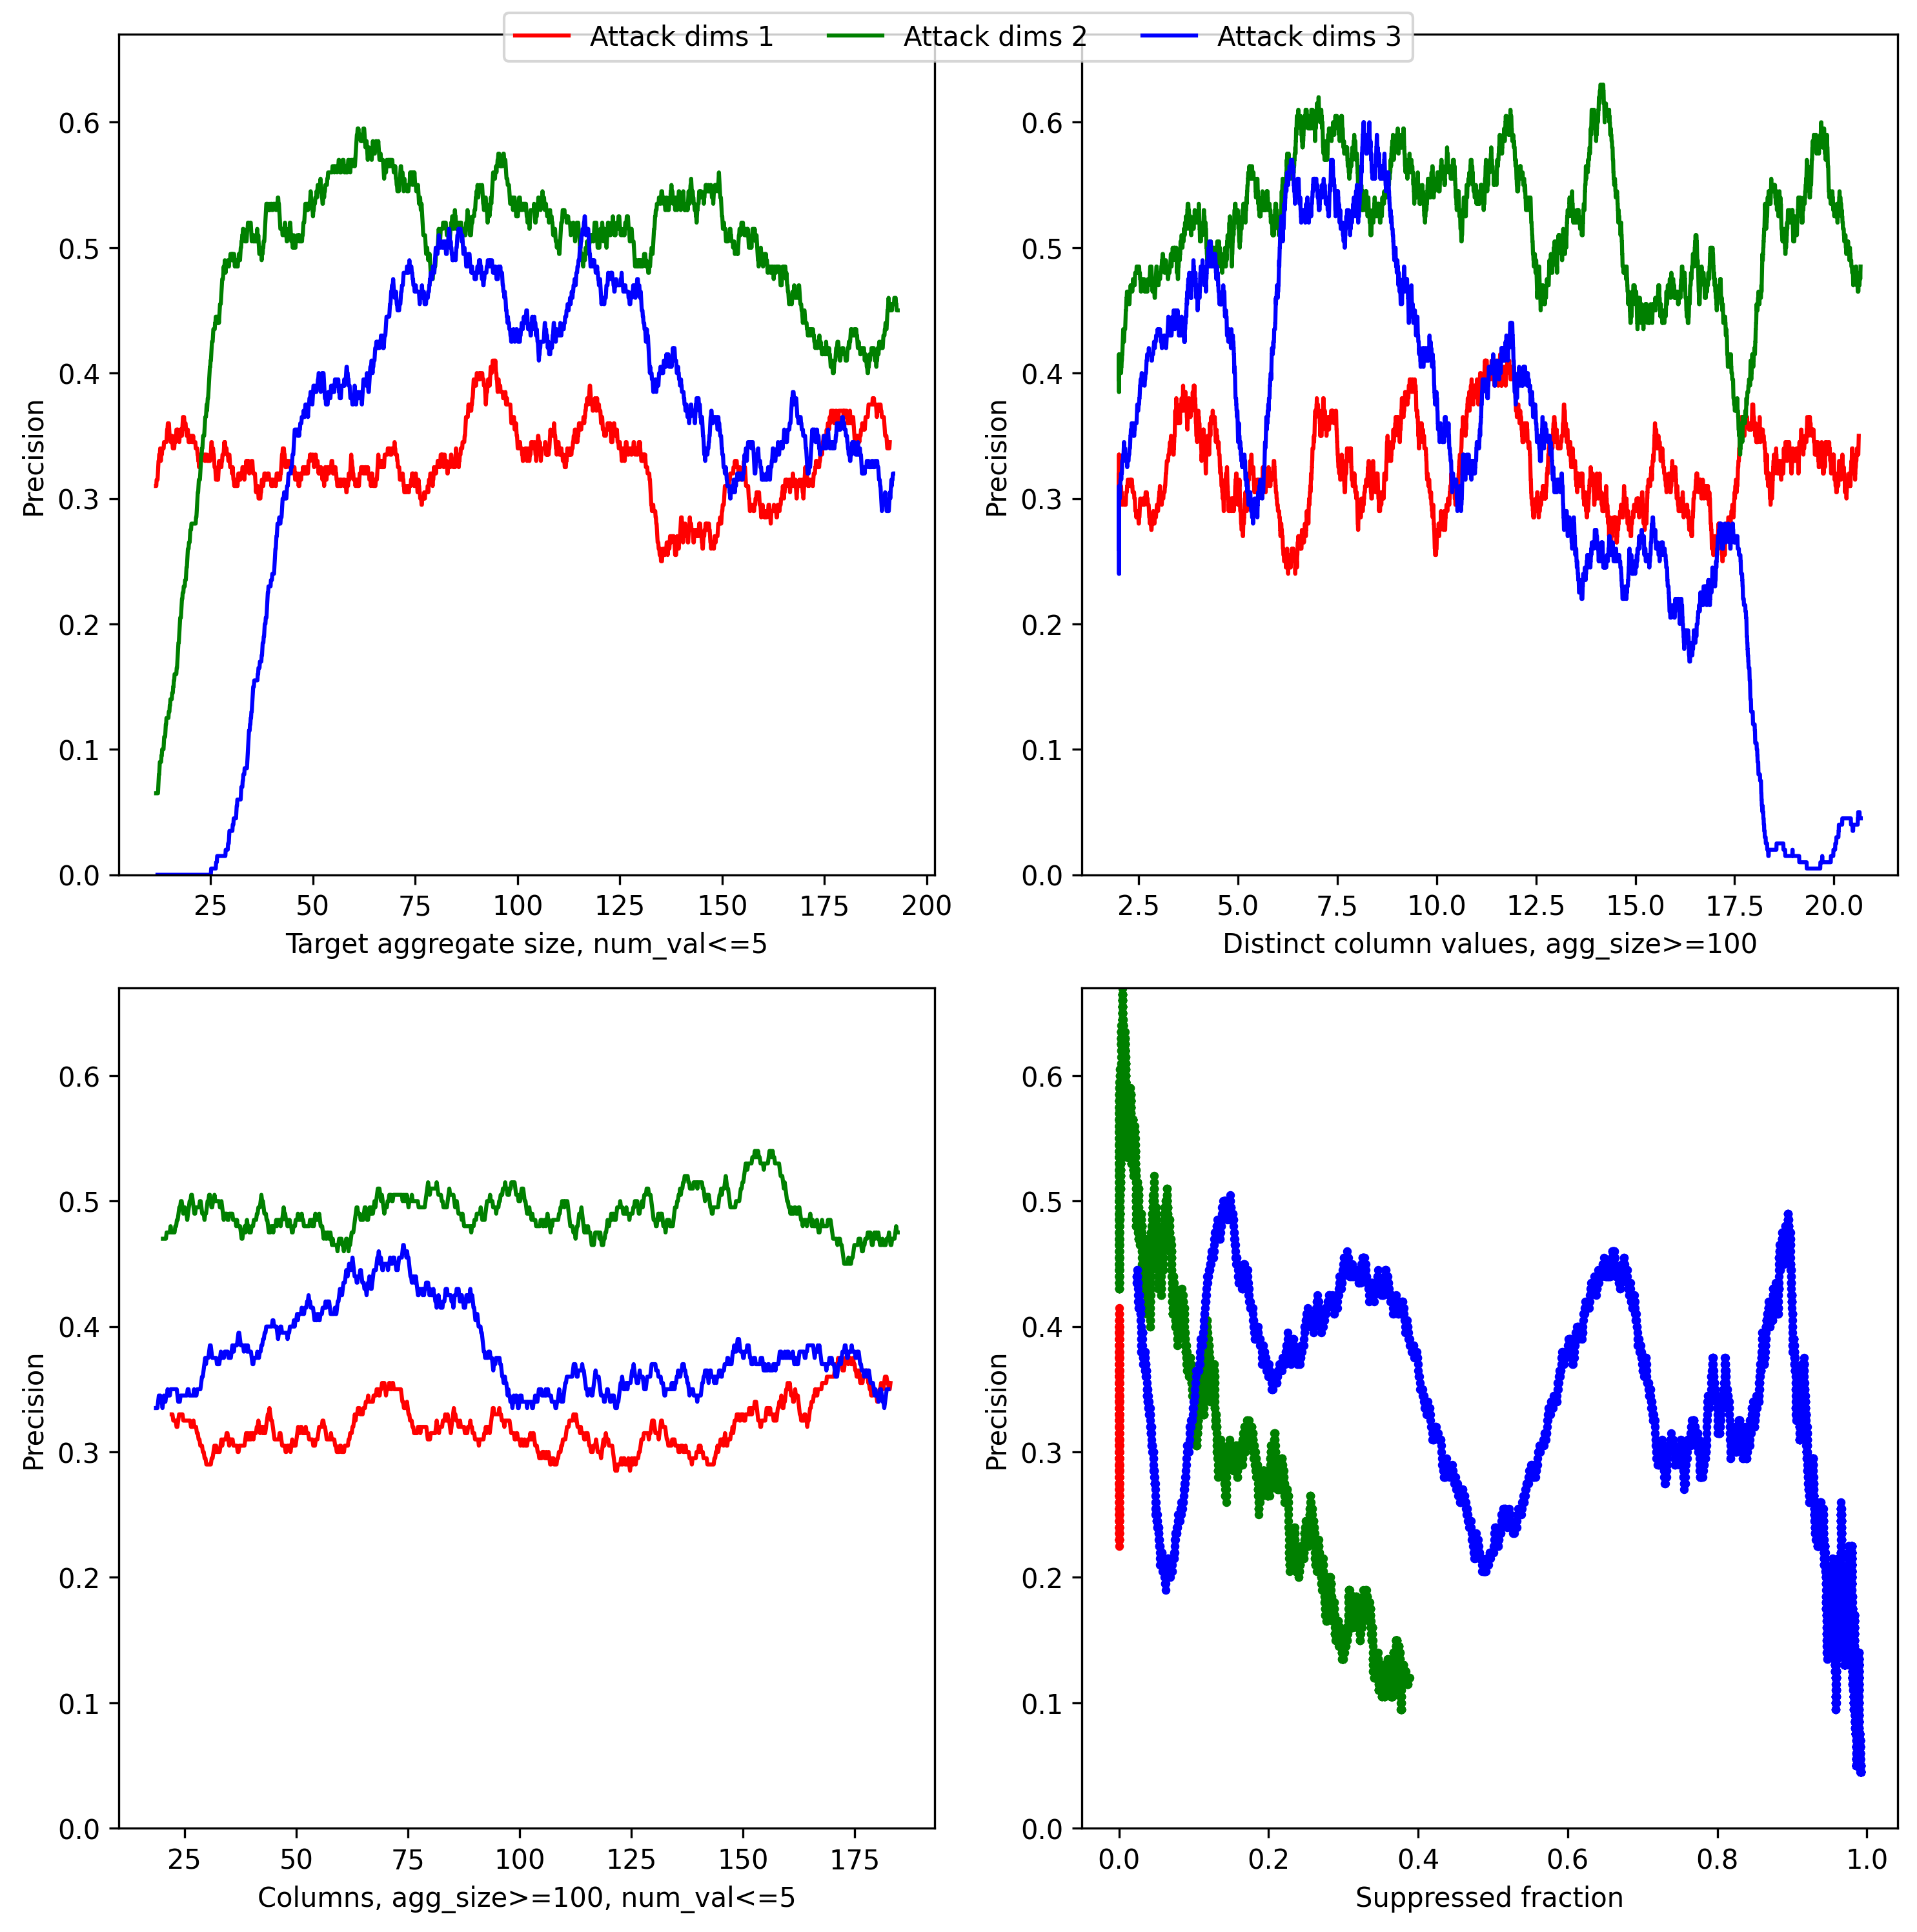 Attack dims 1 Attack dims 2 Attack dims 3
0.6
0.5
0.4
0.3
0.2
0.1
0.0
Precision
25 50 75 100 125 150 175 200
Target aggregate size, num_val<=5
0.6
0.5
0.4
0.3
0.2
0.1
0.0
Precision
2.5 5.0 7.5 10.0 12.5 15.0 17.5 20.0
Distinct column values, agg_size>=100
0.6
0.5
0.4
0.3
0.2
0.1
0.0
Precision
25 50 75 100 125 150 175
Columns, agg_size>=100, num_val<=5
0.6
0.5
0.4
0.3
0.2
0.1
0.0
Precision
0.0 0.2 0.4 0.6 0.8 1.0
Suppressed fraction